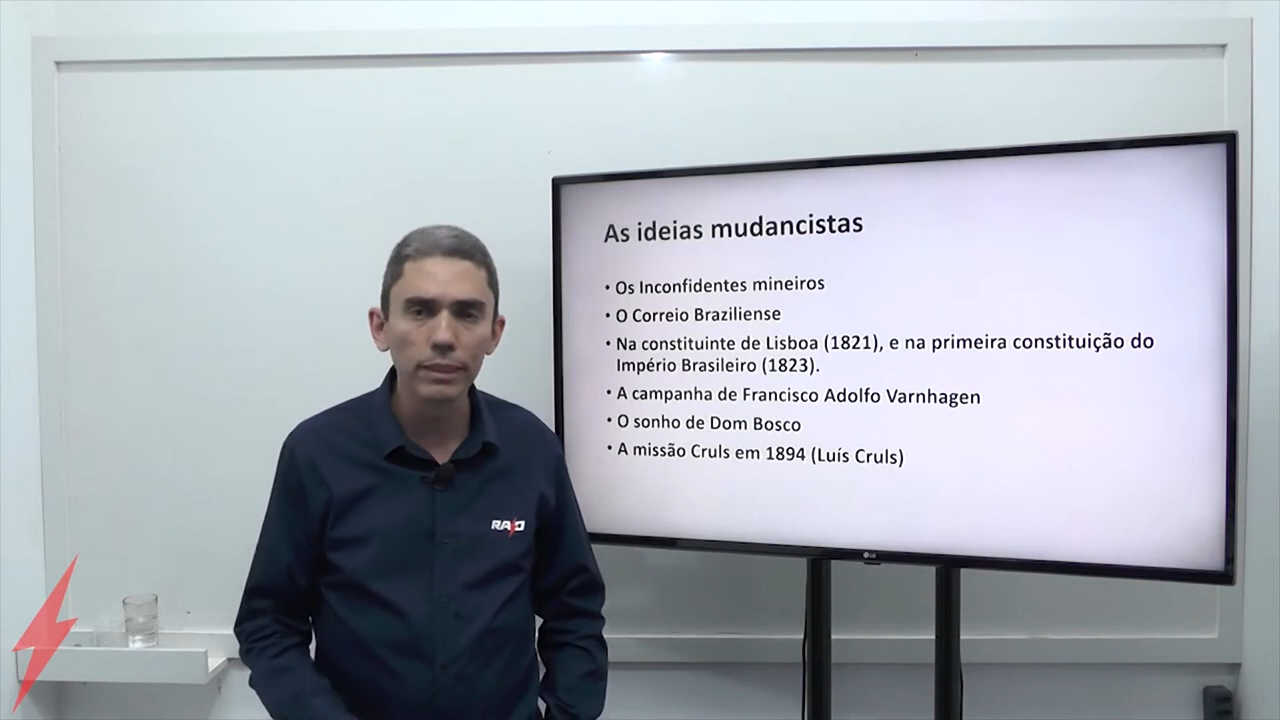 As ideias mudancistas
• Os Inconfidentes mineiros
• O Correio Braziliense
• Na constituinte de Lisboa (1821), e na primeira constituição do
Império Brasileiro (1823).
• A campanha de Francisco Adolfo Varnhagen
• O sonho de Dom Bosco
• A missão Cruls em 1894 (Luís Cruls)
RAIO
LG